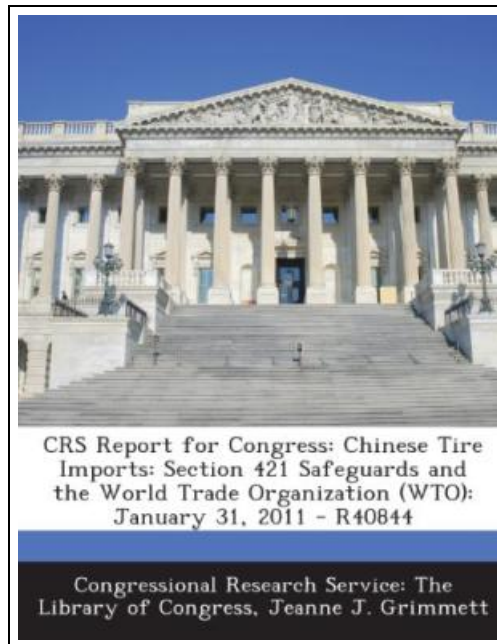 CRS Report for Congress: Chinese Tire
Imports: Section 421 Safeguards and
the World Trade Organization (WTO):
January 31, 2011 - R40844
Congressional Research Service: The
Library of Congress, Jeanne J. Grimmett